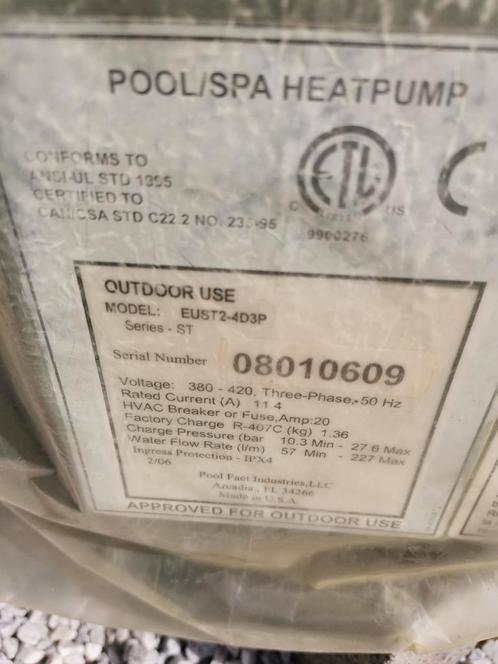 POOL/SPA HEATPUMP
CONFORMS TO
ANSI-UL STD 1995
CERTIFIED TO
CAN/CSA STD C22.2 NO. 236-95
ETL
C US
9900276
OUTDOOR USE
MODEL: EUST2-4D3P
Series - ST
Serial Number 08010609
Voltage: 380 - 420, Three-Phase, 50 Hz
Rated Current (A) 11.4
HVAC Breaker or Fuse,Amp:20
Factory Charge R-407C (kg) 1.36
Charge Pressure (bar 10.3 Min - 27.6 Max
Water Flow Rate (l/m) 57 Min - 227 Max
Ingress Protection - IPX4
2/06
Pool Fact Industries,LLC
Arcadia , FL 34266
Made in U.S.A.
APPROVED FOR OUTDOOR USE